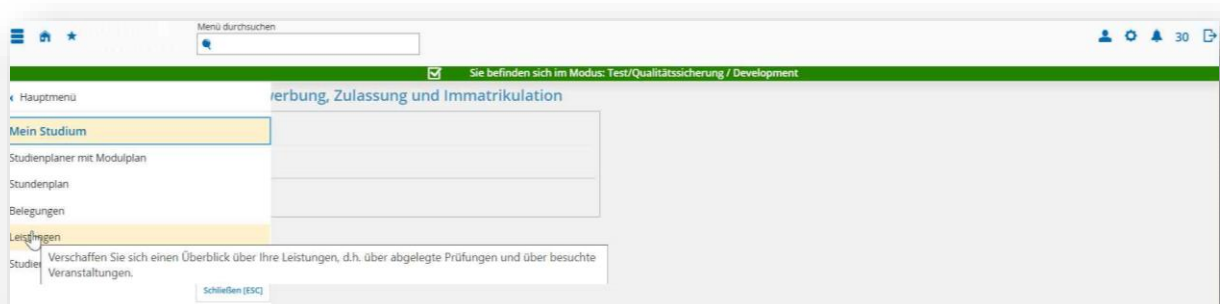 Menü durchsuchen
30
Sie befinden sich im Modus: Test/Qualitätssicherung / Development
Hauptmenü
erbung, Zulassung und Immatrikulation
Mein Studium
Studienplaner mit Modulplan
Stundenplan
Belegungen
Leistungen
Verschaffen Sie sich einen Überblick über Ihre Leistungen, d.h. über abgelegte Prüfungen und über besuchte
Veranstaltungen.
Schließen [ESC]